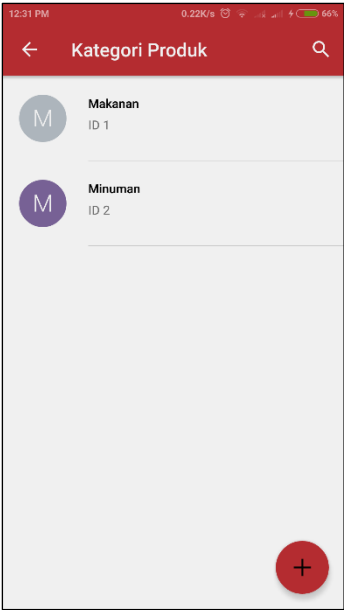 12:31 PM 0.22K/s 66%
Kategori Produk
M
Makanan
ID 1
M
Minuman
ID 2
+